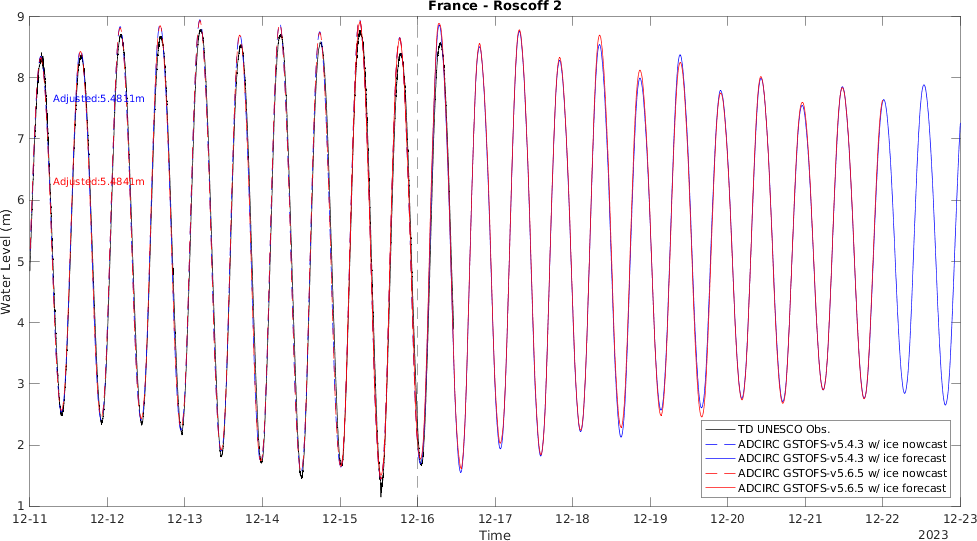 France - Roscoff 2
9
8
7
6
5
4
3
2
1
Water Level (m)
Adjusted:5.4811m
Adjusted:5.4841m
TD UNESCO Obs.
ADCIRC GSTOFS-v5.4.3 w/ ice nowcast
ADCIRC GSTOFS-v5.4.3 w/ ice forecast
ADCIRC GSTOFS-v5.6.5 w/ ice nowcast
ADCIRC GSTOFS-v5.6.5 w/ ice forecast
12-11 12-12 12-13 12-14 12-15 12-16 12-17 12-18 12-19 12-20 12-21 12-22 12-23
Time
2023